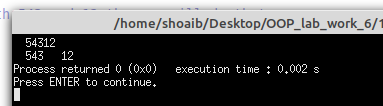 /home/shoaib/Desktop/OOP_lab_work_6/1
54312
543 12
Process returned 0 (0x0) execution time : 0.002 s
Press ENTER to continue.